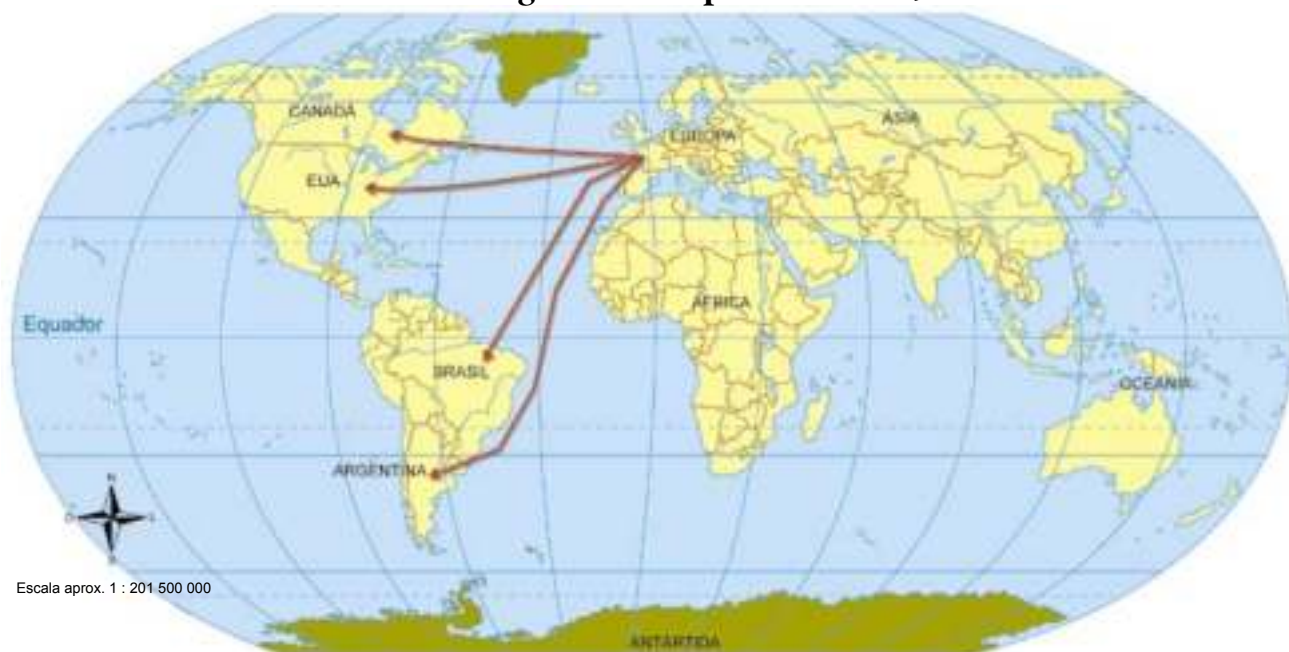 CANADÁ
EUROPA
ÁSIA
EUA
ÁFRICA
Equador
BRASIL
OCEANIA
ARGENTINA
N
Escala aprox. 1 : 201 500 000
ANTÁRTIDA